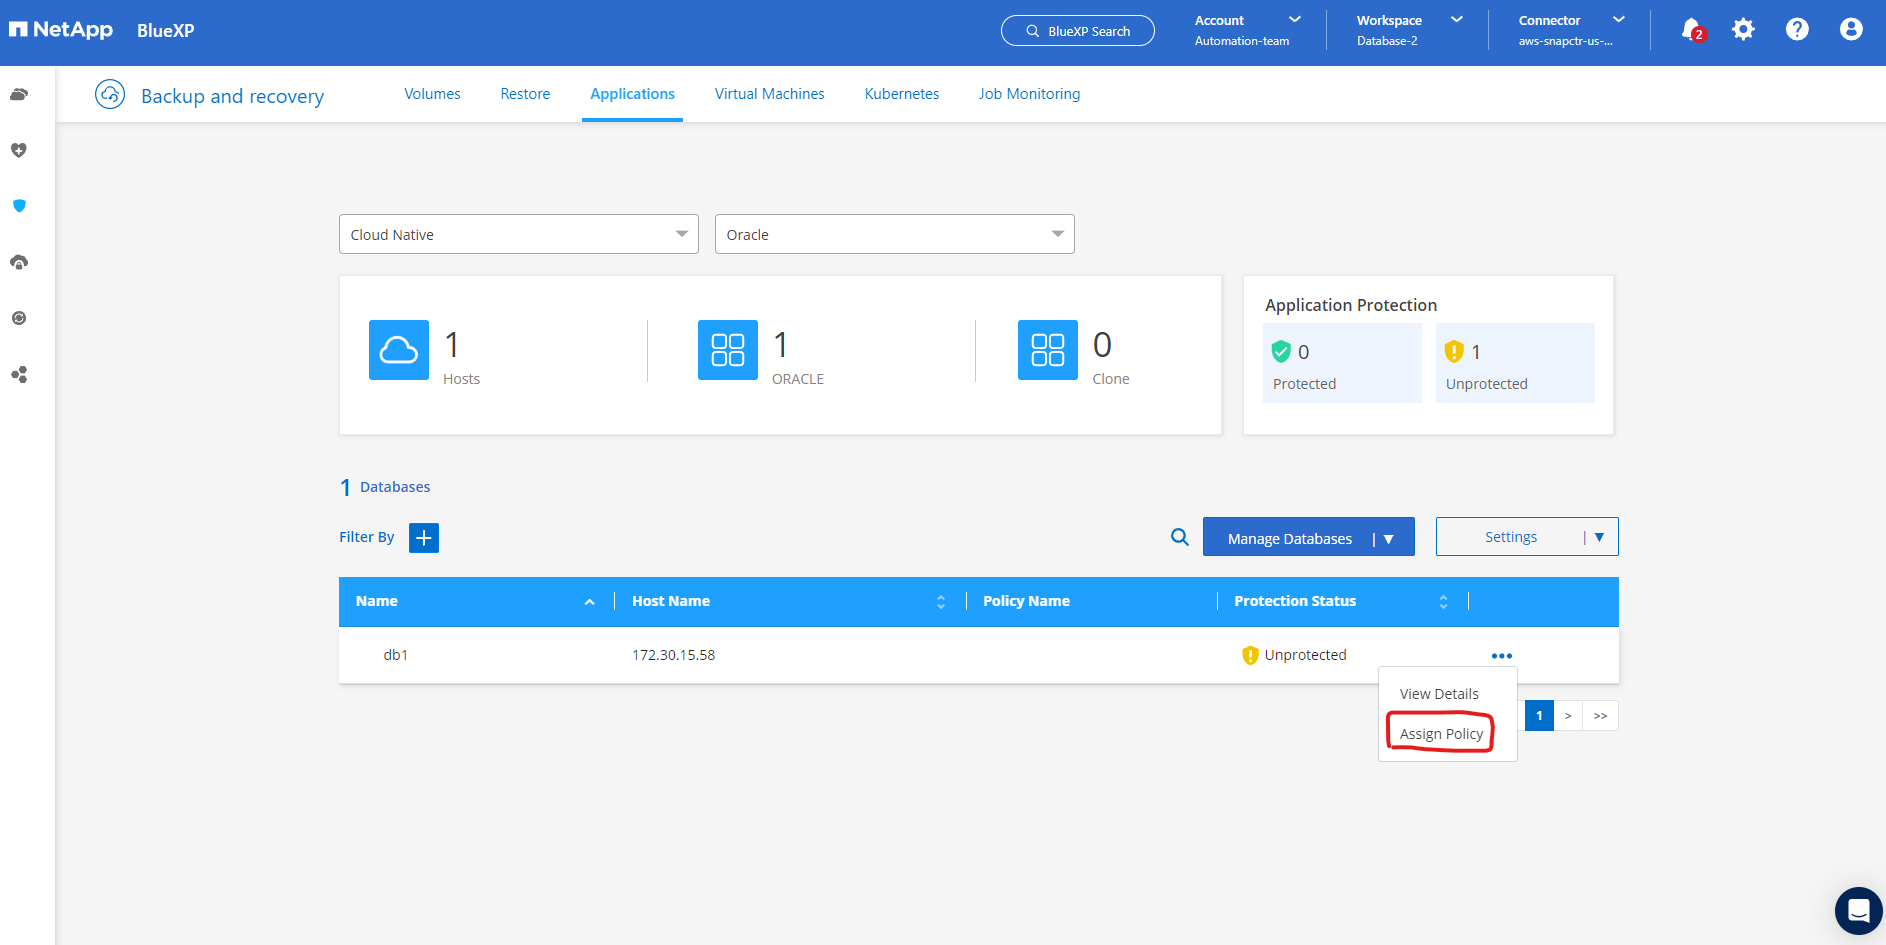 NetApp BlueXP
BlueXP Search
Account
Automation-team
Workspace
Database-2
Connector
aws-snapctr-us-...
2
Backup and recovery
Volumes Restore Applications Virtual Machines Kubernetes Job Monitoring
Cloud Native
Oracle
1
Hosts
1
ORACLE
0
Clone
Application Protection
0
Protected
1
Unprotected
1 Databases
Filter By
Manage Databases |
Settings |
Name Host Name Policy Name Protection Status
db1 172.30.15.58 Unprotected
View Details
Assign Policy
1 > >>